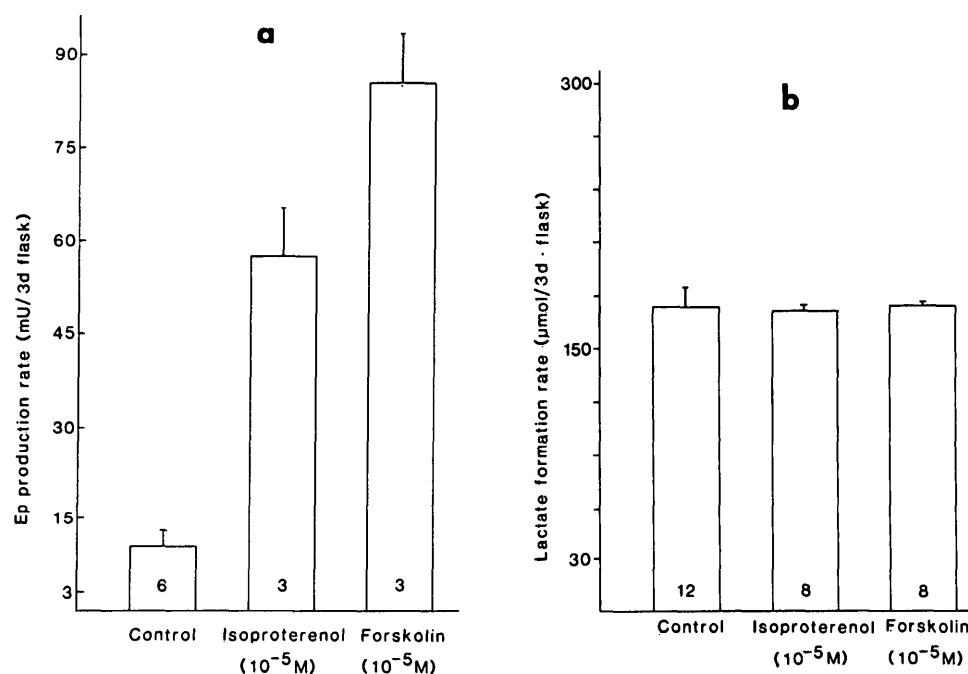 a
Ep production rate (mU/3d flask)
90
75
60
45
30
15
3
6
3
3
Control
Isoproterenol
(10⁻⁵M)
Forskolin
(10⁻⁵M)
b
Lactate formation rate (μmol/3d · flask)
300
150
30
12
8
8
Control
Isoproterenol
(10⁻⁵M)
Forskolin
(10⁻⁵M)